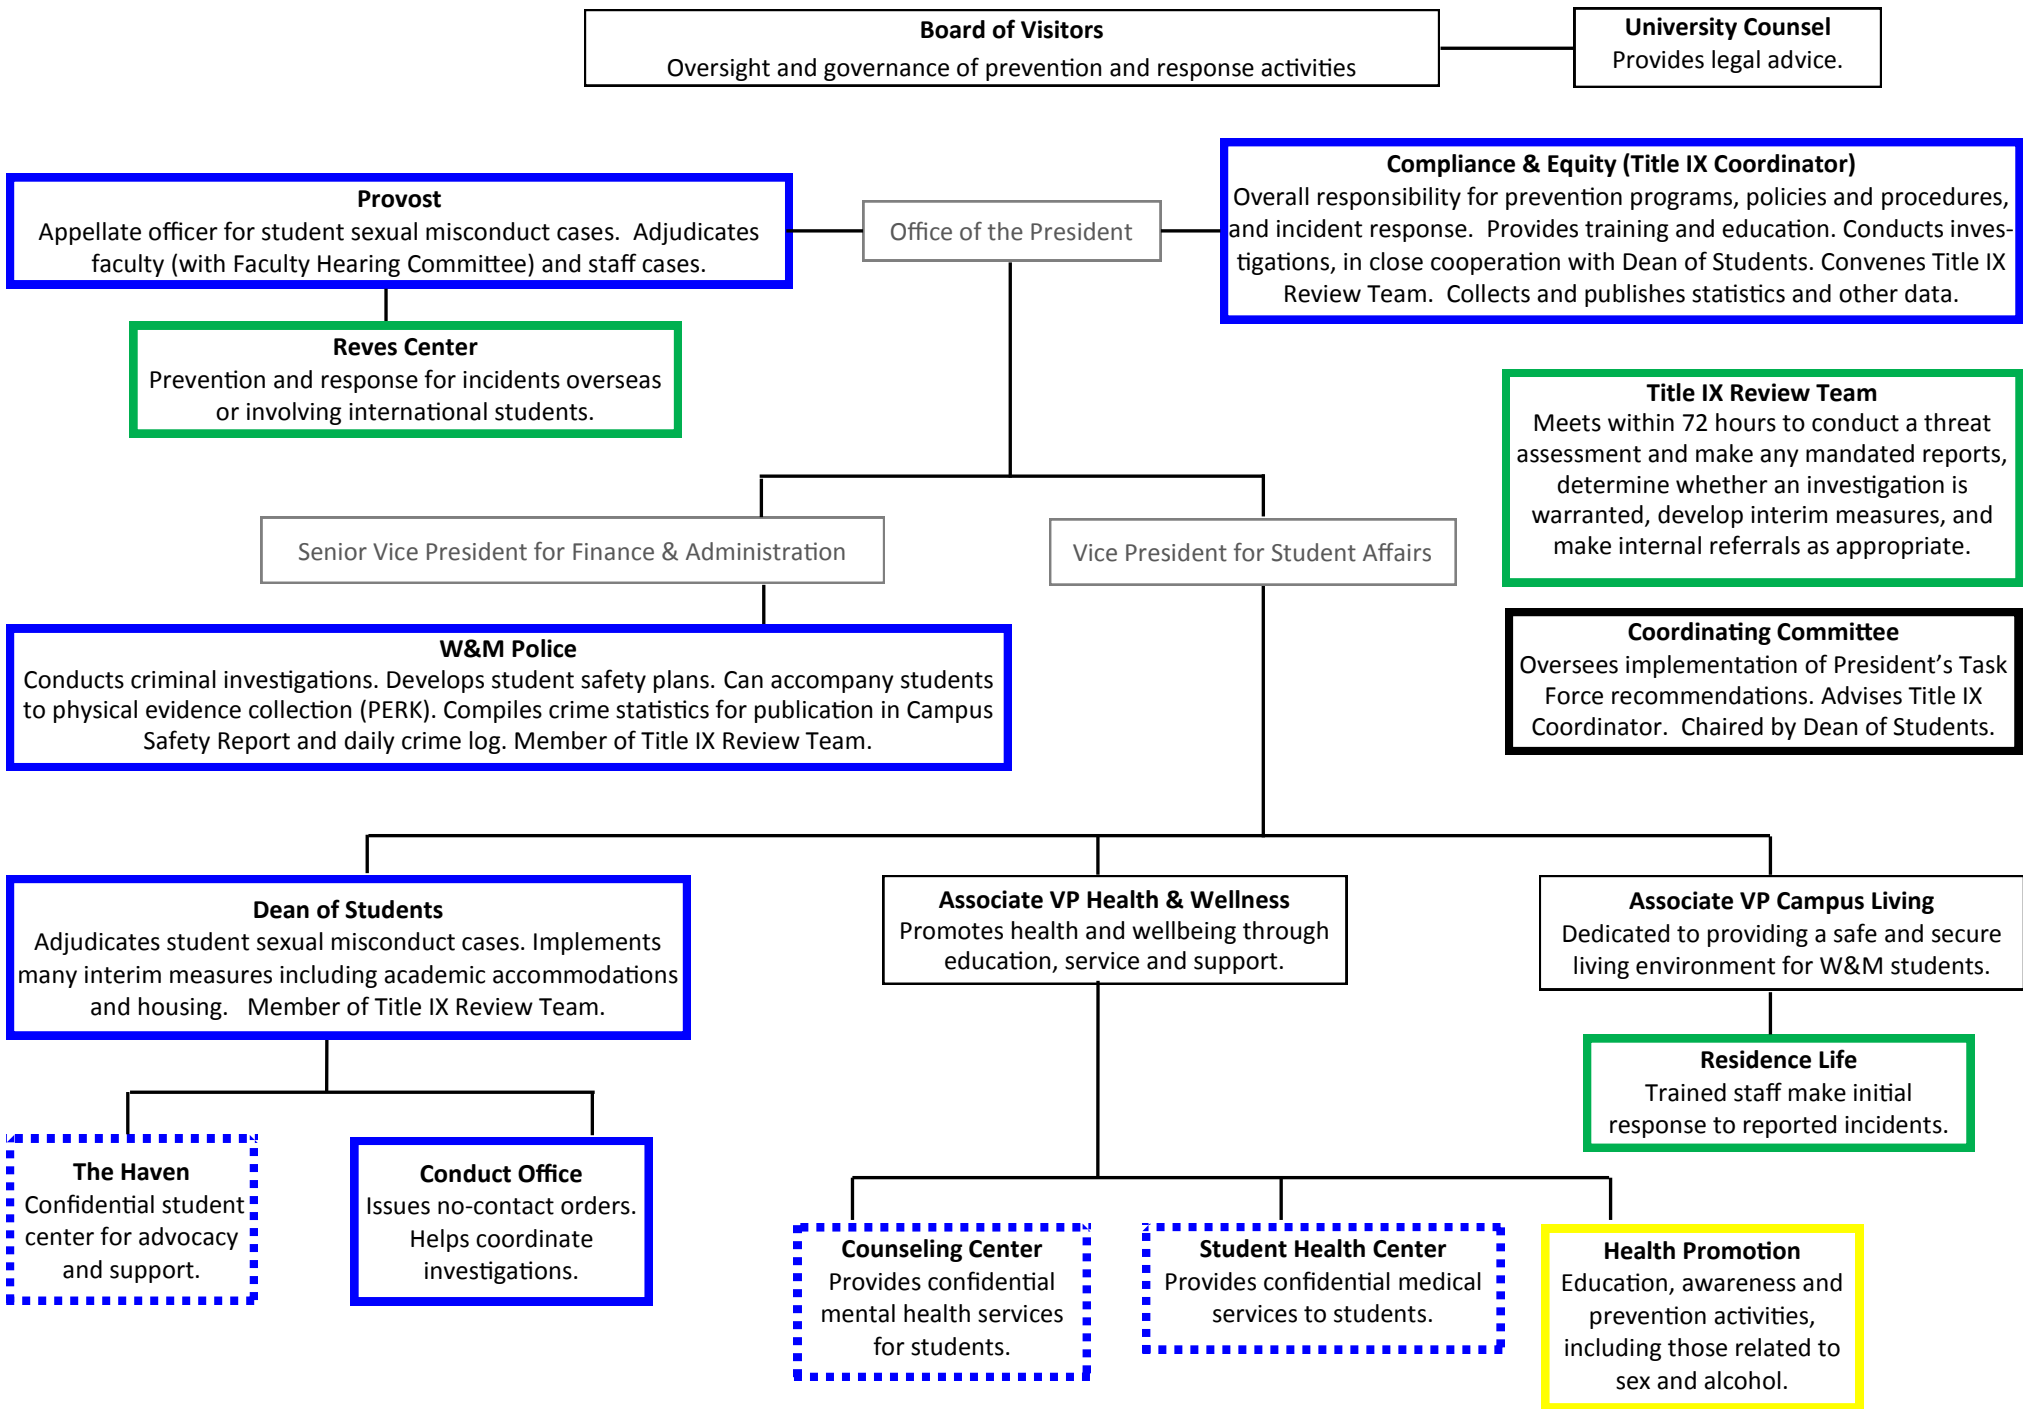 Board of Visitors
Oversight and governance of prevention and response activities
University Counsel
Provides legal advice.
Provost
Appellate officer for student sexual misconduct cases.  Adjudicates
faculty (with Faculty Hearing Committee) and staff cases.
Office of the President
Compliance & Equity (Title IX Coordinator)
Overall responsibility for prevention programs, policies and procedures,
and incident response.  Provides training and education. Conducts inves-
tigations, in close cooperation with Dean of Students. Convenes Title IX
Review Team.  Collects and publishes statistics and other data.
Reves Center
Prevention and response for incidents overseas
or involving international students.
Title IX Review Team
Meets within 72 hours to conduct a threat
assessment and make any mandated reports,
determine whether an investigation is
warranted, develop interim measures, and
make internal referrals as appropriate.
Senior Vice President for Finance & Administration
Vice President for Student Affairs
W&M Police
Conducts criminal investigations. Develops student safety plans. Can accompany students
to physical evidence collection (PERK). Compiles crime statistics for publication in Campus
Safety Report and daily crime log. Member of Title IX Review Team.
Coordinating Committee
Oversees implementation of President’s Task
Force recommendations. Advises Title IX
Coordinator.  Chaired by Dean of Students.
Dean of Students
Adjudicates student sexual misconduct cases. Implements
many interim measures including academic accommodations
and housing.   Member of Title IX Review Team.
Associate VP Health & Wellness
Promotes health and wellbeing through
education, service and support.
Associate VP Campus Living
Dedicated to providing a safe and secure
living environment for W&M students.
Residence Life
Trained staff make initial
response to reported incidents.
The Haven
Confidential student
center for advocacy
and support.
Conduct Office
Issues no-contact orders.
Helps coordinate
investigations.
Counseling Center
Provides confidential
mental health services
for students.
Student Health Center
Provides confidential medical
services to students.
Health Promotion
Education, awareness and
prevention activities,
including those related to
sex and alcohol.